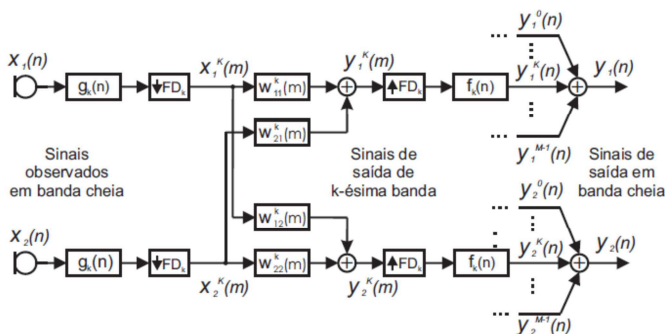 y₁⁰(n)
x₁(n) x₁ᴷ(m) y₁ᴷ(m) y₁ᴷ(n) y₁(n)
gₖ(n) ↓FDₖ w₁₁ᵏ(m) ↑FDₖ fₖ(n)
w₂₁ᵏ(m)
y₁ᴹ⁻¹(n)
Sinais
observados
em banda cheia
Sinais de
saída de
k-ésima banda
Sinais de
saída em
banda cheia
y₂⁰(n)
w₁₂ᵏ(m)
x₂(n) y₂ᴷ(n) y₂(n)
gₖ(n) ↓FDₖ w₂₂ᵏ(m) ↑FDₖ fₖ(n)
x₂ᴷ(m) y₂ᴷ(m)
y₂ᴹ⁻¹(n)